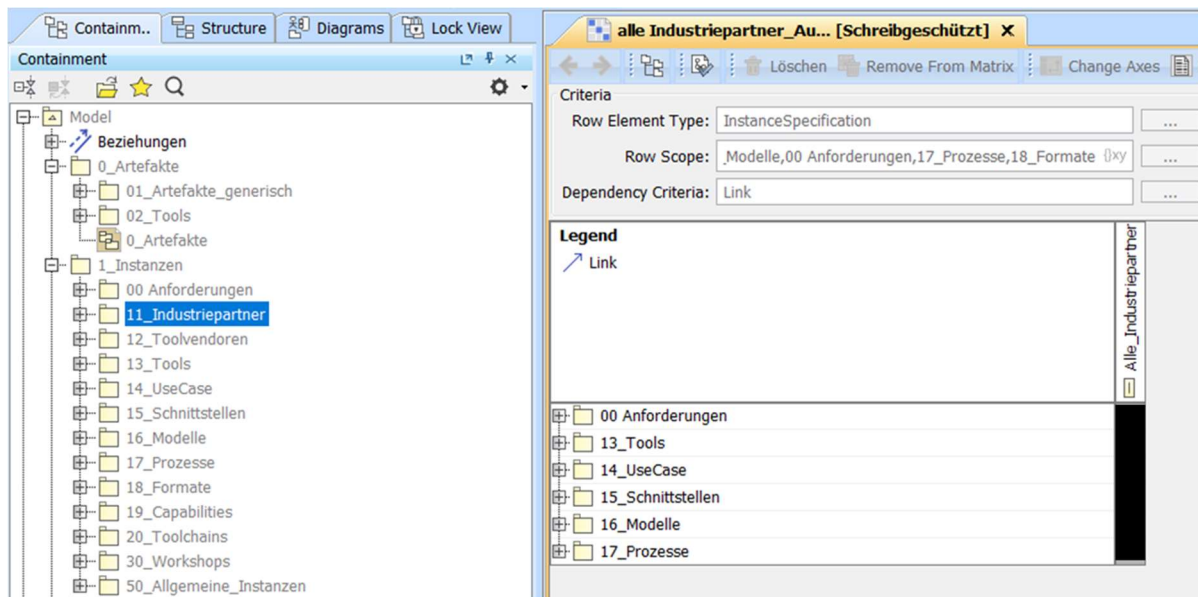 Containm..
Structure
Diagrams
Lock View
Containment
Model
Beziehungen
0_Artefakte
01_Artefakte_generisch
02_Tools
0_Artefakte
1_Instanzen
00 Anforderungen
11_Industriepartner
12_Toolvendoren
13_Tools
14_UseCase
15_Schnittstellen
16_Modelle
17_Prozesse
18_Formate
19_Capabilities
20_Toolchains
30_Workshops
50_Allgemeine_Instanzen
alle Industriepartner_Au... [Schreibgeschützt]
Löschen Remove From Matrix Change Axes
Criteria
Row Element Type: InstanceSpecification ...
Row Scope: _Modelle,00 Anforderungen,17_Prozesse,18_Formate {}xy ...
Dependency Criteria: Link ...
Legend
Link
Alle_Industriepartner
00 Anforderungen
13_Tools
14_UseCase
15_Schnittstellen
16_Modelle
17_Prozesse